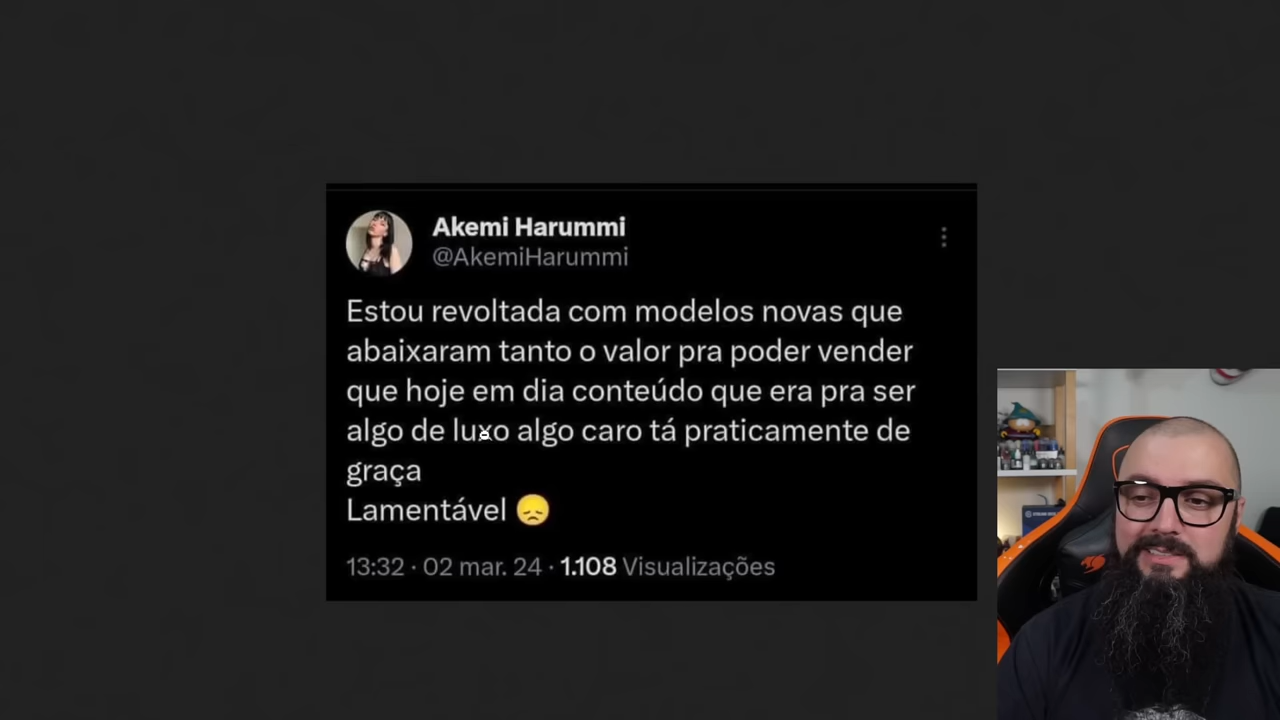 Akemi Harummi
@AkemiHarummi
Estou revoltada com modelos novas que
abaixaram tanto o valor pra poder vender
que hoje em dia conteúdo que era pra ser
algo de luxo algo caro tá praticamente de
graça
Lamentável 😞
13:32 · 02 mar. 24 · 1.108 Visualizações